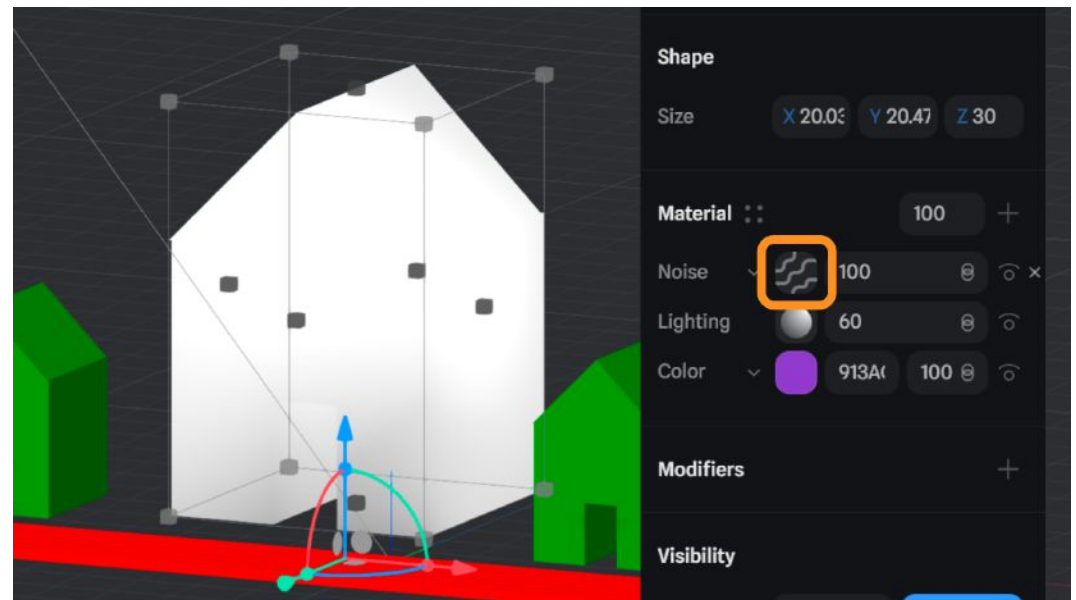 Shape
Size X 20.03 Y 20.47 Z 30
Material 100
Noise 100
Lighting 60
Color 913A 100
Modifiers
Visibility